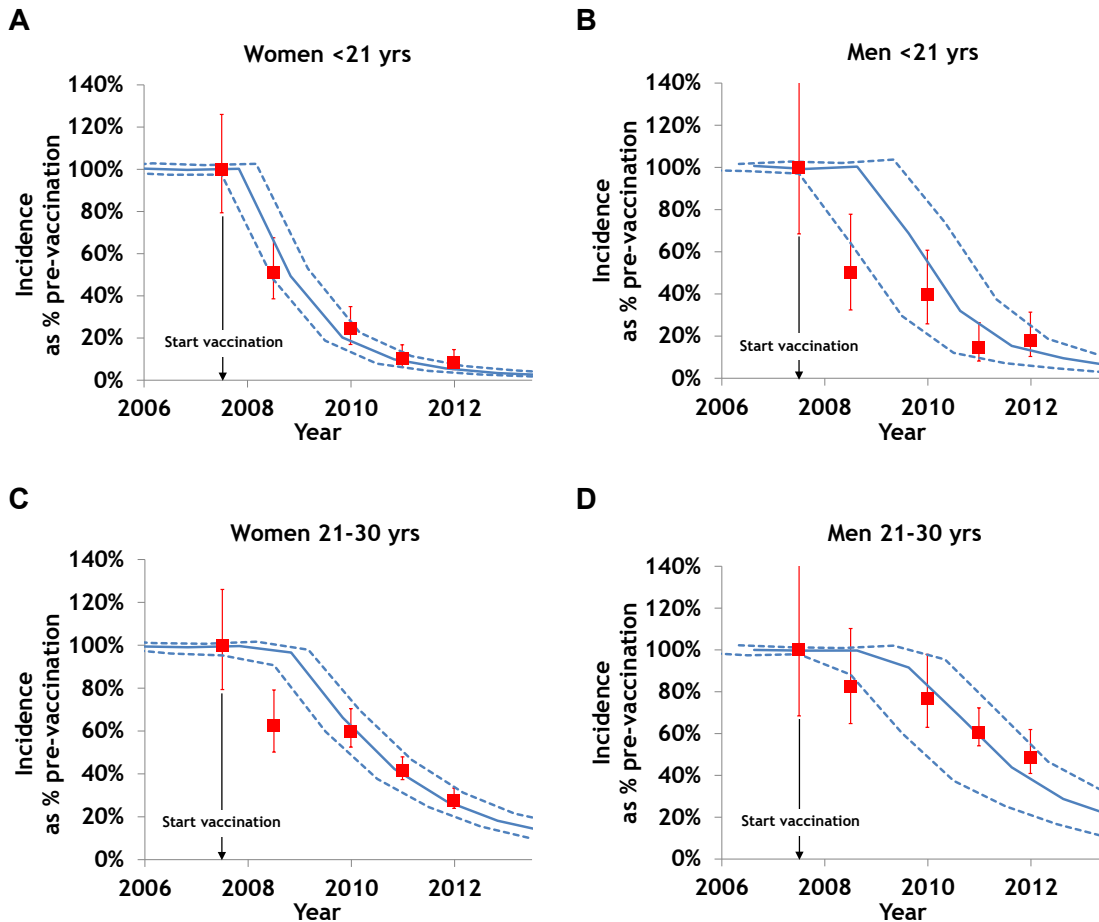 A
Women <21 yrs
Incidence
as % pre-vaccination
140%
120%
100%
80%
60%
40%
20%
0%
Start vaccination
2006 2008 2010 2012
Year
B
Men <21 yrs
Incidence
as % pre-vaccination
140%
120%
100%
80%
60%
40%
20%
0%
Start vaccination
2006 2008 2010 2012
Year
C
Women 21-30 yrs
Incidence
as % pre-vaccination
140%
120%
100%
80%
60%
40%
20%
0%
Start vaccination
2006 2008 2010 2012
Year
D
Men 21-30 yrs
Incidence
as % pre-vaccination
140%
120%
100%
80%
60%
40%
20%
0%
Start vaccination
2006 2008 2010 2012
Year